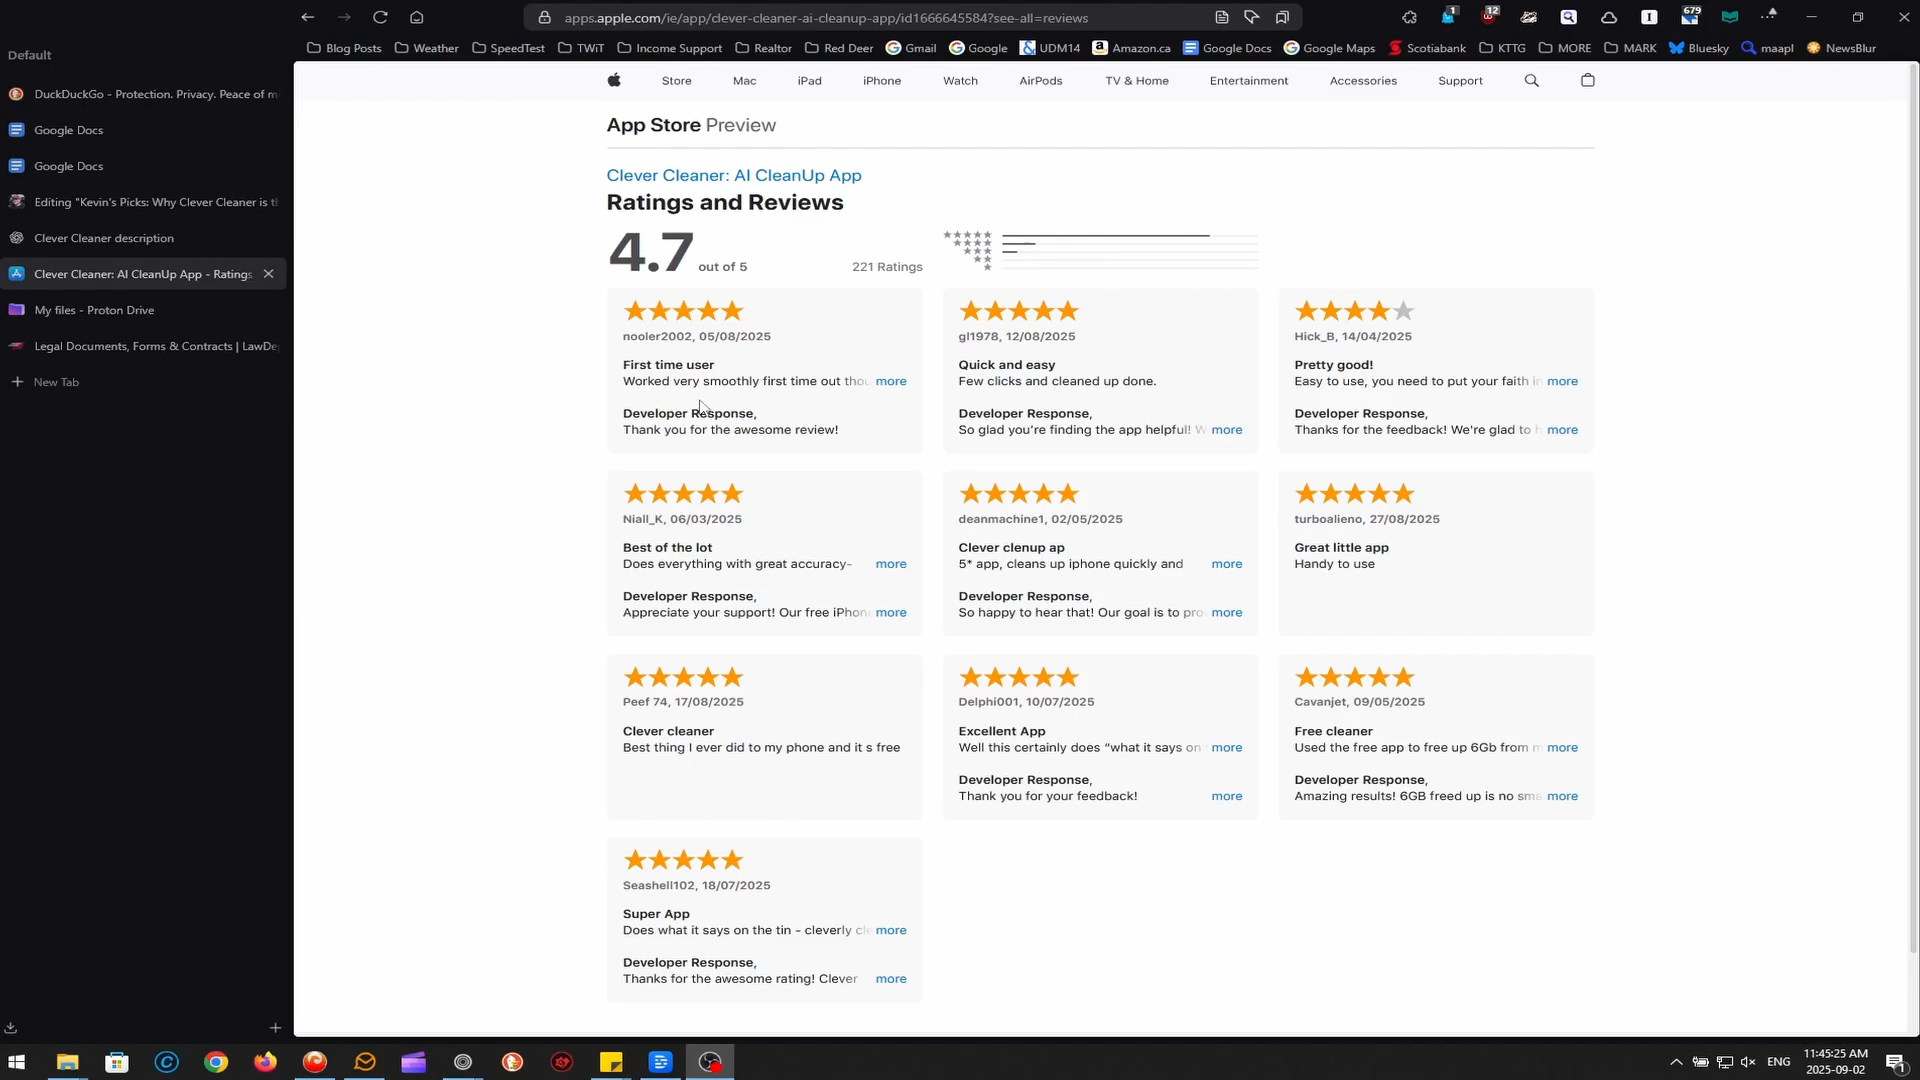 apps.apple.com/ie/app/clever-cleaner-ai-cleanup-app/id1666645584?see-all=reviews
1
12
679
Blog Posts
Weather
SpeedTest
TWiT
Income Support
Realtor
Red Deer
Gmail
Google
UDM14
Amazon.ca
Google Docs
Google Maps
Scotiabank
KTTG
MORE
MARK
Bluesky
maapl
NewsBlur
Default
DuckDuckGo - Protection. Privacy. Peace of m
Google Docs
Google Docs
Editing "Kevin's Picks: Why Clever Cleaner is th
Clever Cleaner description
Clever Cleaner: AI CleanUp App - Ratings
My files - Proton Drive
Legal Documents, Forms & Contracts | LawDe
New Tab
Store
Mac
iPad
iPhone
Watch
AirPods
TV & Home
Entertainment
Accessories
Support
App Store Preview
Clever Cleaner: AI CleanUp App
Ratings and Reviews
4.7 out of 5
221 Ratings
nooler2002, 05/08/2025
First time user
Worked very smoothly first time out thou more
Developer Response,
Thank you for the awesome review!
gl1978, 12/08/2025
Quick and easy
Few clicks and cleaned up done.
Developer Response,
So glad you're finding the app helpful! W more
Hick_B, 14/04/2025
Pretty good!
Easy to use, you need to put your faith in more
Developer Response,
Thanks for the feedback! We're glad to h more
Niall_K, 06/03/2025
Best of the lot
Does everything with great accuracy- more
Developer Response,
Appreciate your support! Our free iPhon more
deanmachine1, 02/05/2025
Clever clenup ap
5* app, cleans up iphone quickly and more
Developer Response,
So happy to hear that! Our goal is to pro more
turboalieno, 27/08/2025
Great little app
Handy to use
Peef 74, 17/08/2025
Clever cleaner
Best thing I ever did to my phone and it s free
Delphi001, 10/07/2025
Excellent App
Well this certainly does “what it says on more
Developer Response,
Thank you for your feedback! more
Cavanjet, 09/05/2025
Free cleaner
Used the free app to free up 6Gb from m more
Developer Response,
Amazing results! 6GB freed up is no sma more
Seashell102, 18/07/2025
Super App
Does what it says on the tin - cleverly cl more
Developer Response,
Thanks for the awesome rating! Clever more
ENG
11:45:25 AM
2025-09-02
1